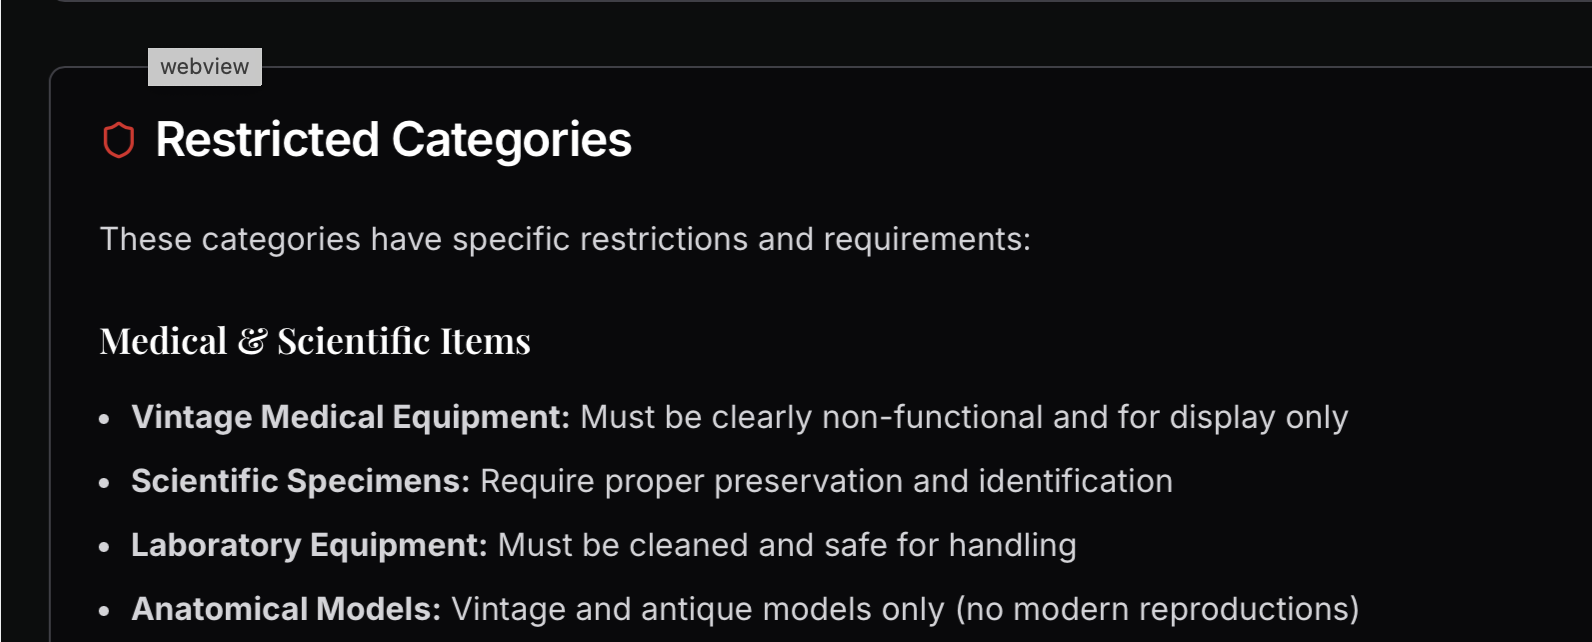 webview
Restricted Categories
These categories have specific restrictions and requirements:
Medical & Scientific Items
• Vintage Medical Equipment: Must be clearly non-functional and for display only
• Scientific Specimens: Require proper preservation and identification
• Laboratory Equipment: Must be cleaned and safe for handling
• Anatomical Models: Vintage and antique models only (no modern reproductions)